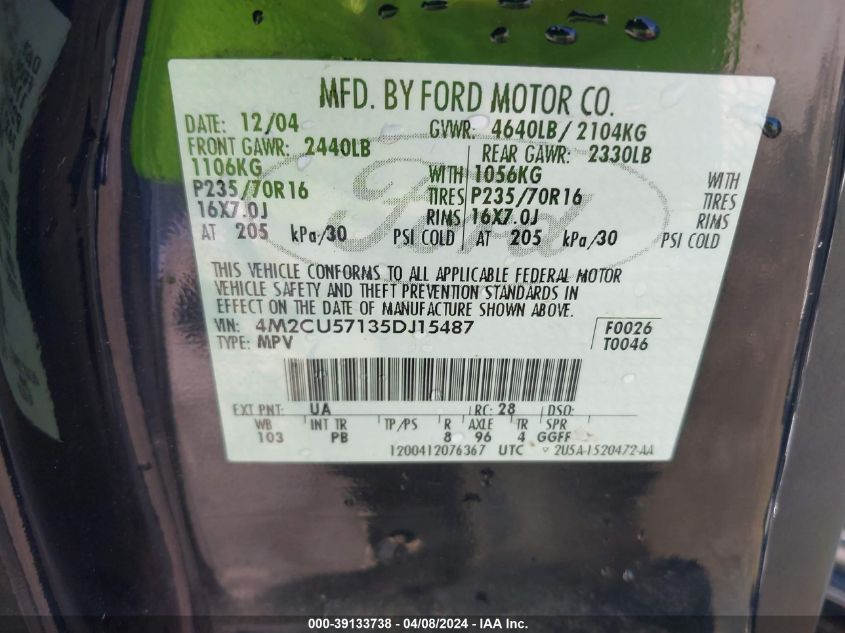 MFD. BY FORD MOTOR CO.
DATE: 12/04 GVWR: 4640LB/ 2104KG
FRONT GAWR: 2440LB REAR GAWR: 2330LB
1106KG WITH 1056KG WITH
P235/70R16 TIRES P235/70R16 TIRES
16X7.0J RIMS 16X7.0J RIMS
AT 205 kPa/30 PSI COLD AT 205 kPa/30 PSI COLD
Ford
THIS VEHICLE CONFORMS TO ALL APPLICABLE FEDERAL MOTOR
VEHICLE SAFETY AND THEFT PREVENTION STANDARDS IN
EFFECT ON THE DATE OF MANUFACTURE SHOWN ABOVE.
VIN: 4M2CU57135DJ15487 F0026
TYPE: MPV T0046
EXT PNT: UA RC: 28 DSO:
WB INT TR TP/PS R AXLE TR SPR
103 PB 8 96 4 GGFF
1200412076367 UTC 2U5A-1520472-AA
000-39133738 - 04/08/2024 - IAA Inc.